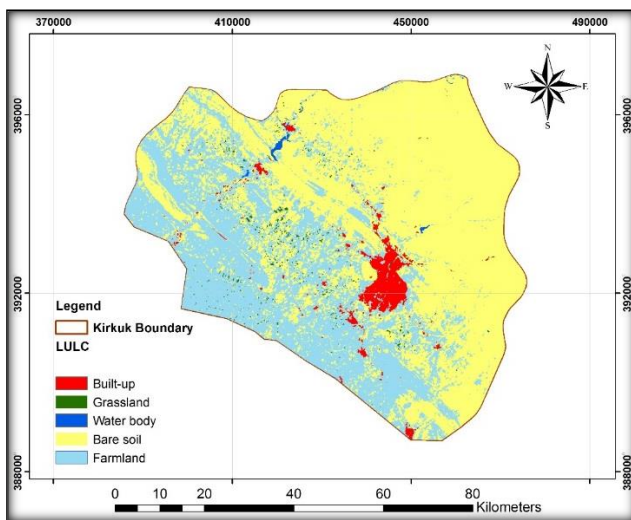 370000 410000 450000 490000
N
W E
S
396000 396000
392000 392000
388000 388000
Legend
Kirkuk Boundary
LULC
Built-up
Grassland
Water body
Bare soil
Farmland
0 10 20 40 60 80
Kilometers